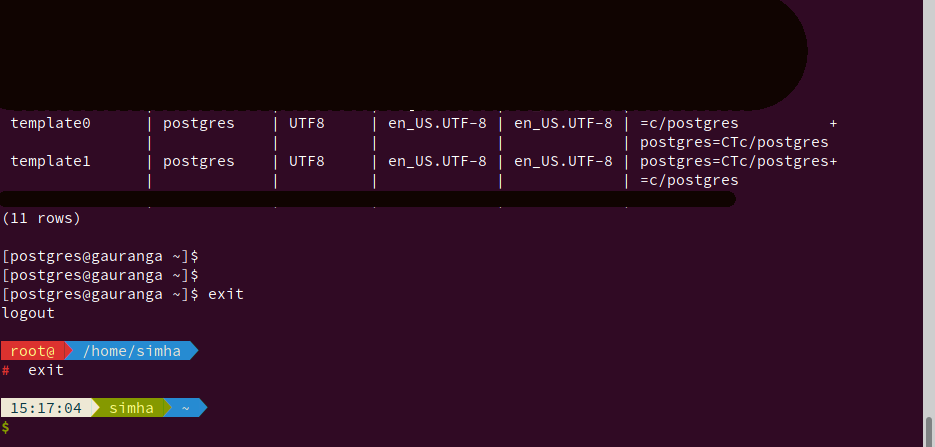 template0 | postgres | UTF8 | en_US.UTF-8 | en_US.UTF-8 | =c/postgres +
| | | | | postgres=CTc/postgres
template1 | postgres | UTF8 | en_US.UTF-8 | en_US.UTF-8 | postgres=CTc/postgres+
| | | | | =c/postgres
(11 rows)
[postgres@gauranga ~]$
[postgres@gauranga ~]$
[postgres@gauranga ~]$ exit
logout
root@ /home/simha
# exit
15:17:04 simha ~
$